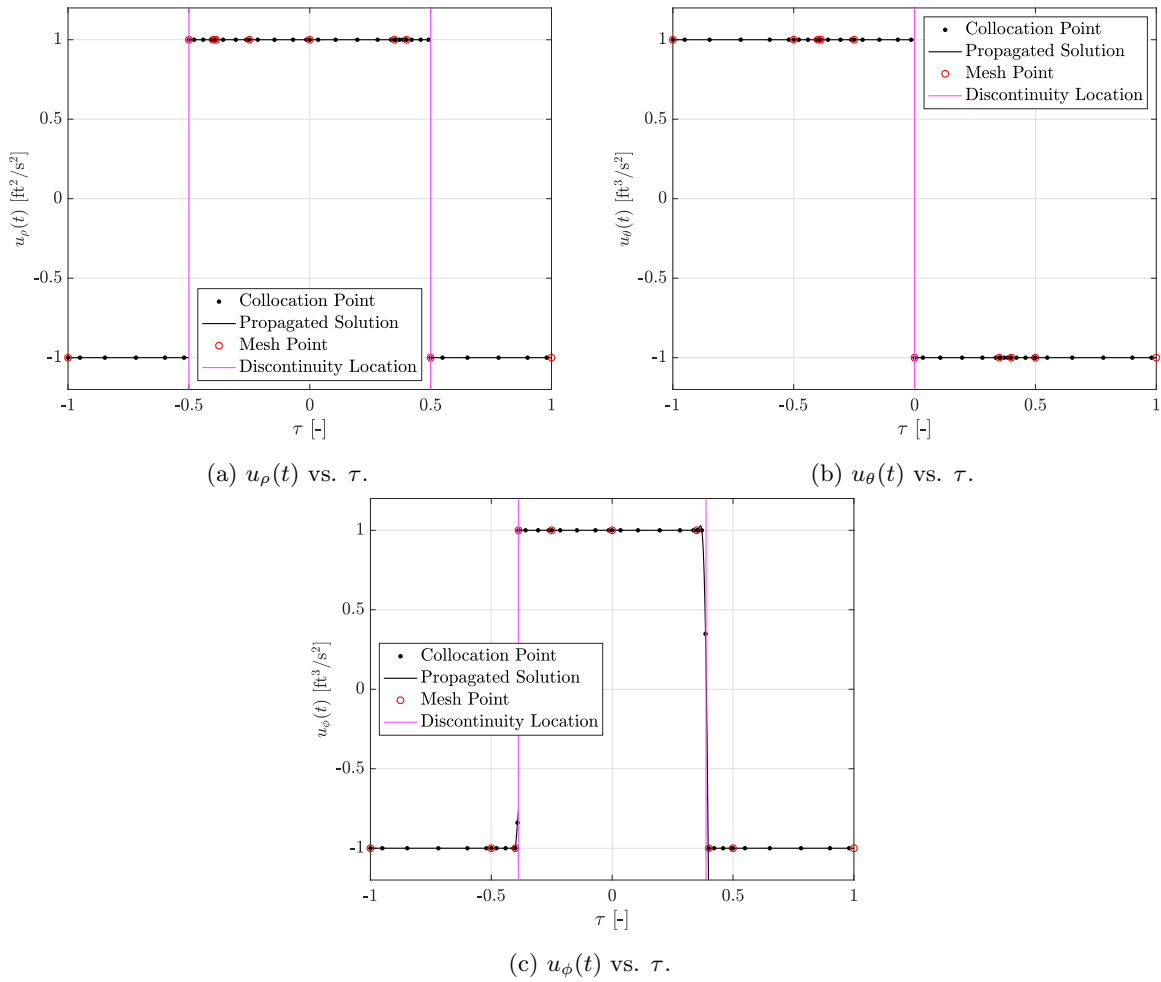 1
0.5
0
-0.5
-1
u_ρ(t) [ft²/s²]
Collocation Point
Propagated Solution
Mesh Point
Discontinuity Location
-1
-0.5
0
0.5
1
τ [-]
(a) u_ρ(t) vs. τ.
1
0.5
0
-0.5
-1
u_θ(t) [ft³/s²]
Collocation Point
Propagated Solution
Mesh Point
Discontinuity Location
-1
-0.5
0
0.5
1
τ [-]
(b) u_θ(t) vs. τ.
1
0.5
0
-0.5
-1
u_ϕ(t) [ft³/s²]
Collocation Point
Propagated Solution
Mesh Point
Discontinuity Location
-1
-0.5
0
0.5
1
τ [-]
(c) u_ϕ(t) vs. τ.